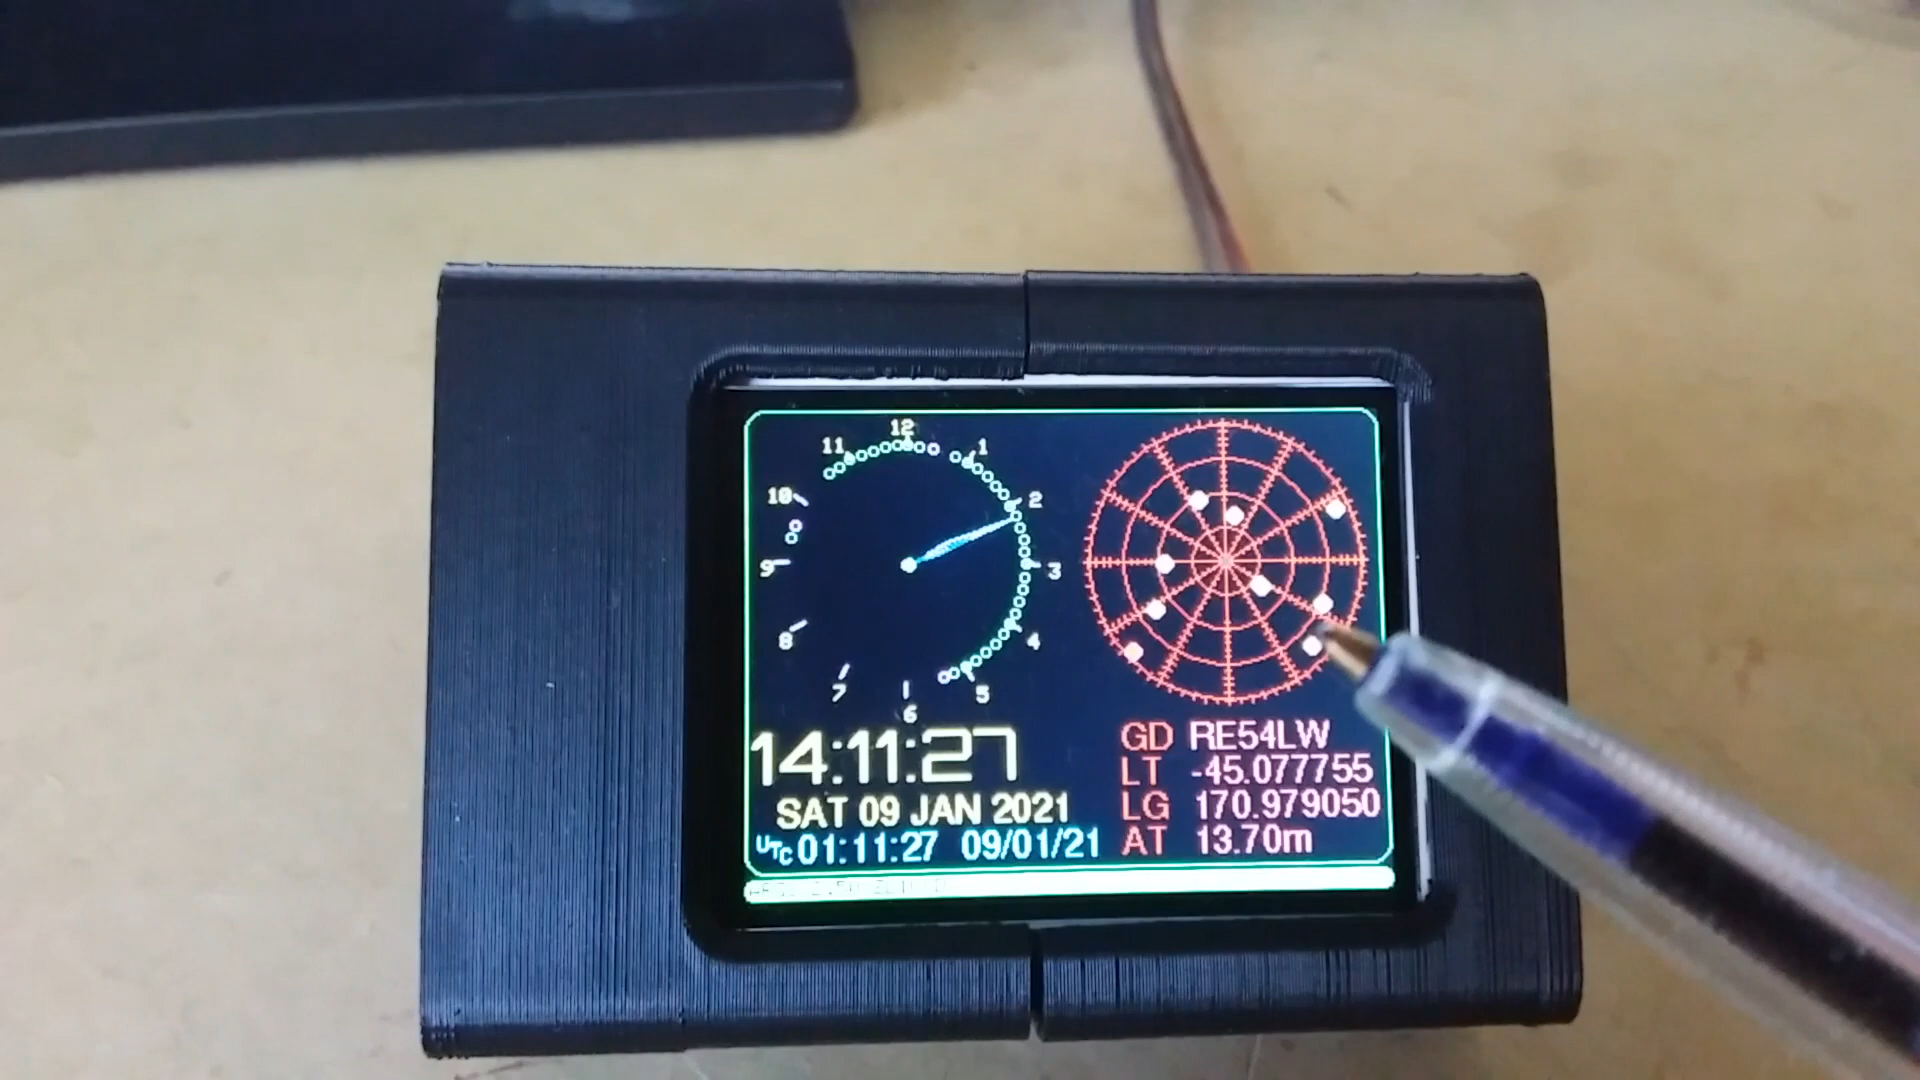 12
11
1
10
2
9
3
8
4
7
5
6
14:11:27
SAT 09 JAN 2021
UTC 01:11:27 09/01/21
GD RE54LW
LT -45.077755
LG 170.979050
AT 13.70m